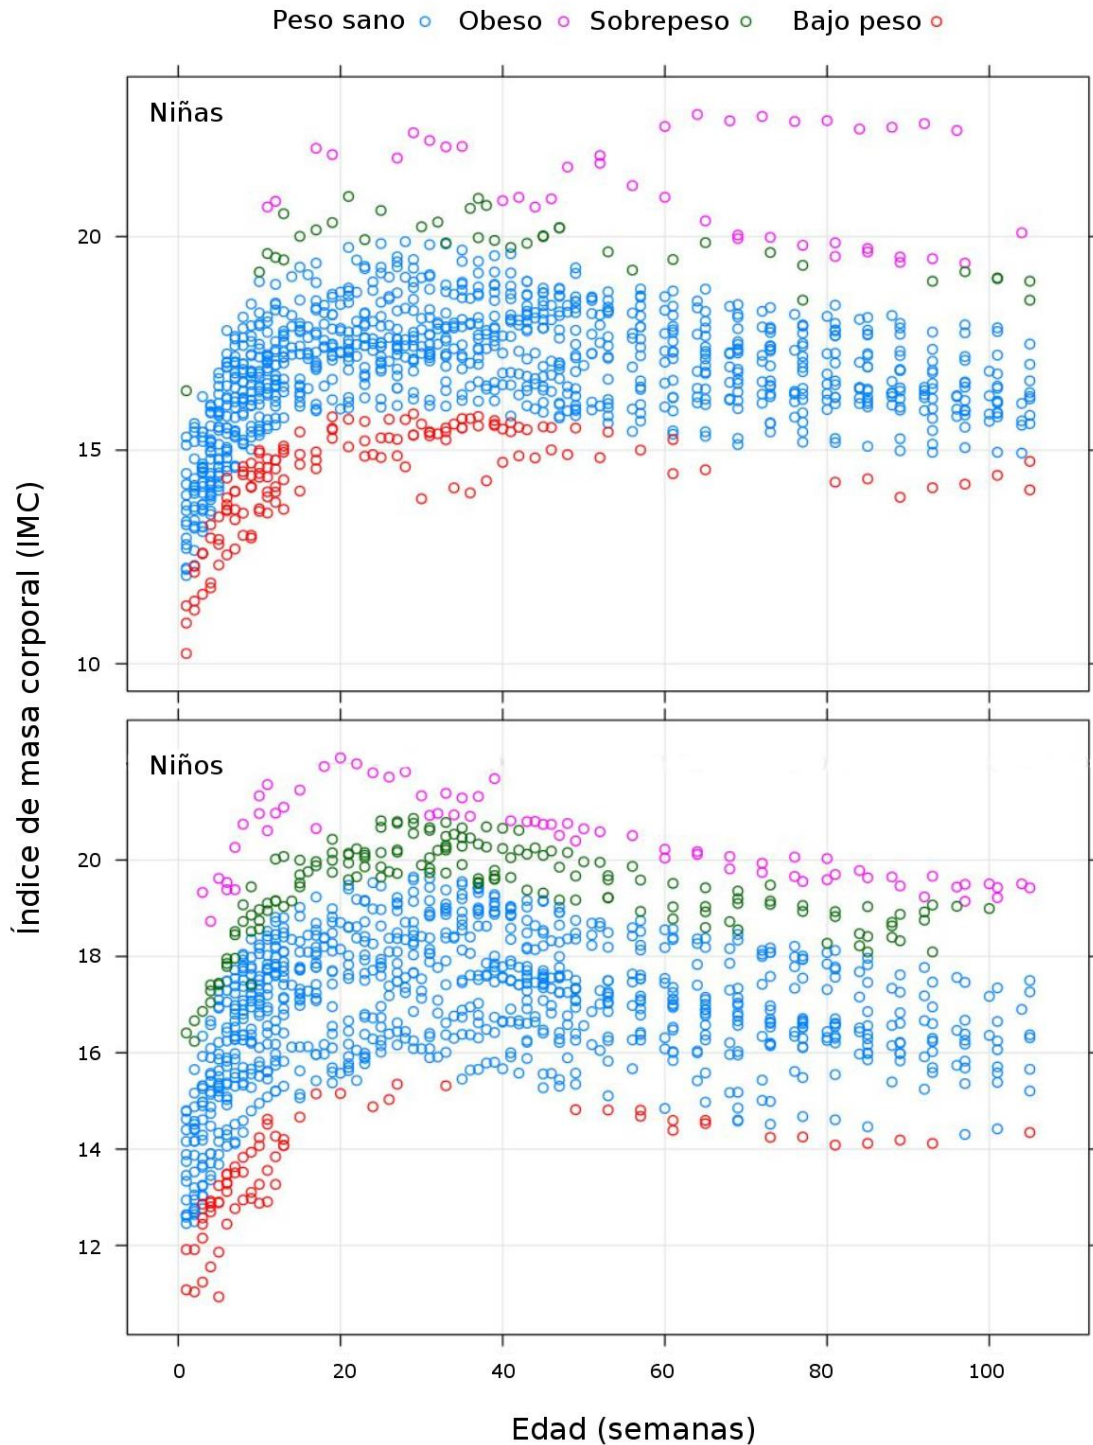 Peso sano Obeso Sobrepeso Bajo peso
Niñas
20
15
10
Índice de masa corporal (IMC)
Niños
20
18
16
14
12
0 20 40 60 80 100
Edad (semanas)